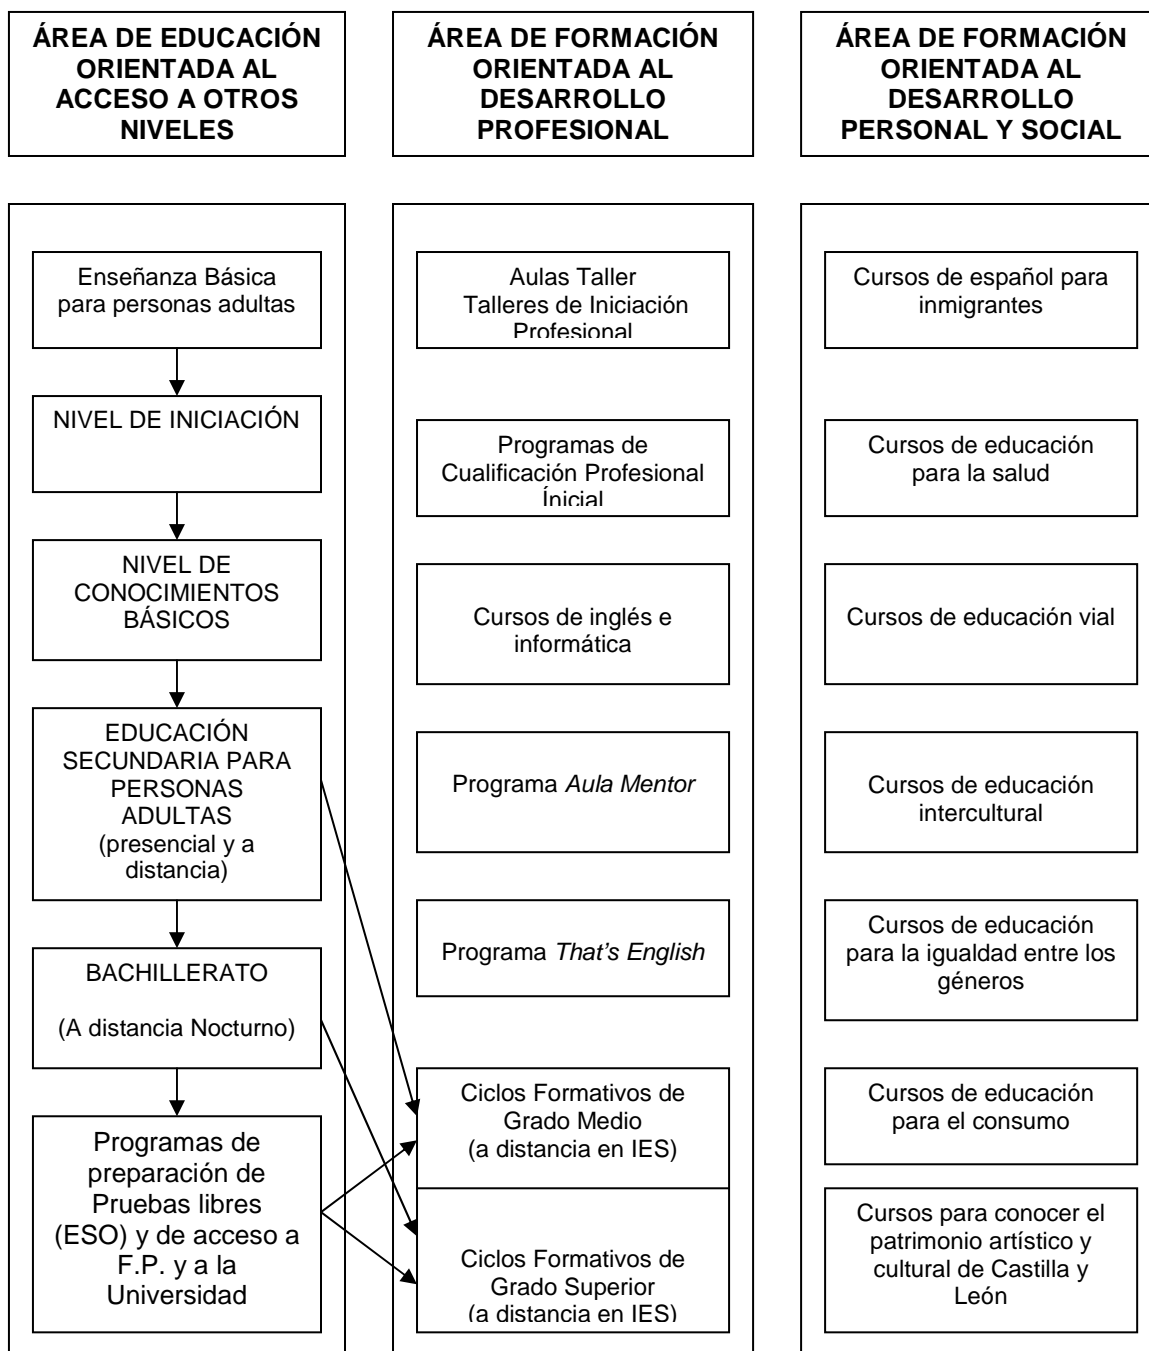 ÁREA DE EDUCACIÓN
ORIENTADA AL
ACCESO A OTROS
NIVELES
ÁREA DE FORMACIÓN
ORIENTADA AL
DESARROLLO
PROFESIONAL
ÁREA DE FORMACIÓN
ORIENTADA AL
DESARROLLO
PERSONAL Y SOCIAL
Enseñanza Básica
para personas adultas
NIVEL DE INICIACIÓN
NIVEL DE
CONOCIMIENTOS
BÁSICOS
EDUCACIÓN
SECUNDARIA PARA
PERSONAS
ADULTAS
(presencial y a
distancia)
BACHILLERATO
(A distancia Nocturno)
Programas de
preparación de
Pruebas libres
(ESO) y de acceso a
F.P. y a la
Universidad
Aulas Taller
Talleres de Iniciación
Profesional
Programas de
Cualificación Profesional
Ínicial
Cursos de inglés e
informática
Programa Aula Mentor
Programa That's English
Ciclos Formativos de
Grado Medio
(a distancia en IES)
Ciclos Formativos de
Grado Superior
(a distancia en IES)
Cursos de español para
inmigrantes
Cursos de educación
para la salud
Cursos de educación vial
Cursos de educación
intercultural
Cursos de educación
para la igualdad entre los
géneros
Cursos de educación
para el consumo
Cursos para conocer el
patrimonio artístico y
cultural de Castilla y
León